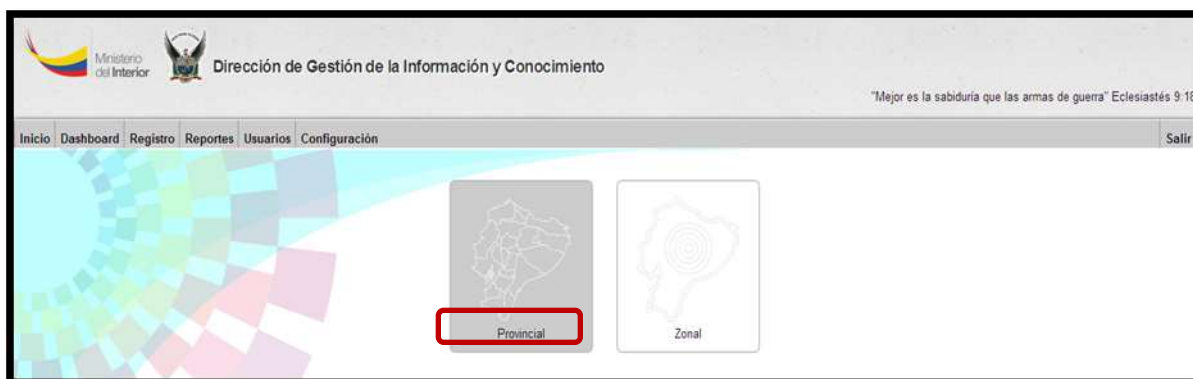 Ministerio
del Interior
Dirección de Gestión de la Información y Conocimiento
"Mejor es la sabiduría que las armas de guerra" Eclesiastés 9:18
Inicio Dashboard Registro Reportes Usuarios Configuración Salir
Provincial Zonal